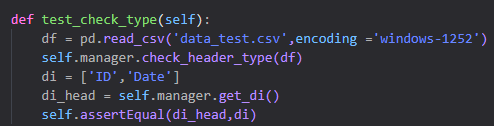 def test_check_type(self):
    df = pd.read_csv('data_test.csv',encoding ='windows-1252')
    self.manager.check_header_type(df)
    di = ['ID','Date']
    di_head = self.manager.get_di()
    self.assertEqual(di_head,di)